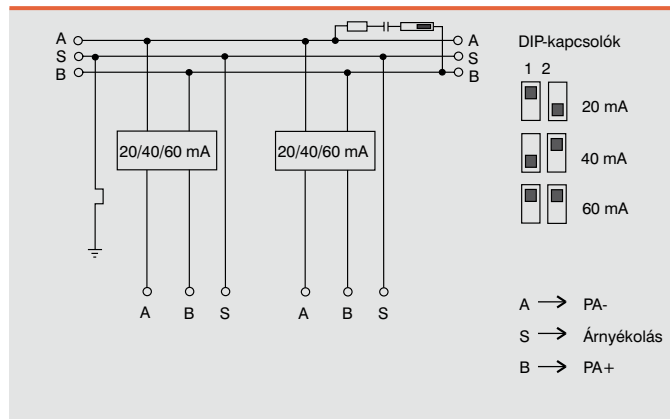 A
S
B
A
S
B
20/40/60 mA
20/40/60 mA
A B S
A B S
DIP-kapcsolók
1 2
20 mA
40 mA
60 mA
A → PA-
S → Árnyékolás
B → PA+